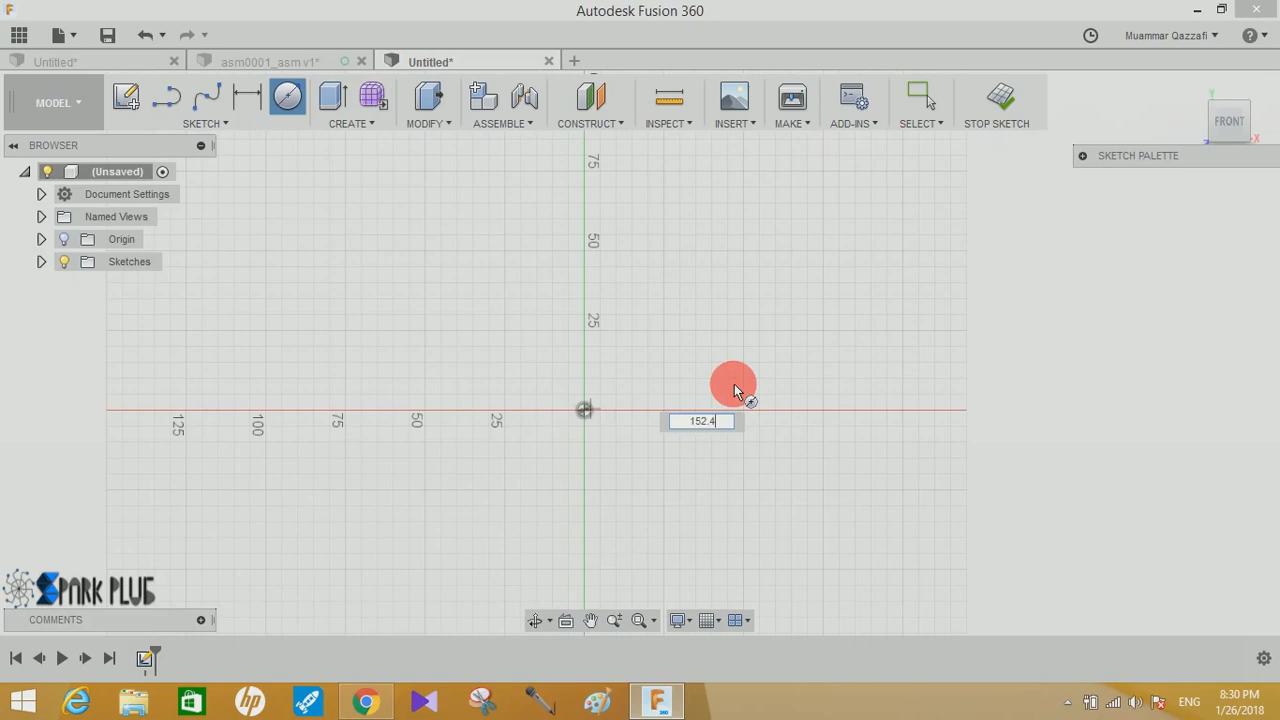 Autodesk Fusion 360
Muammar Qazzafi
Untitled*
asm0001_asm v1*
Untitled*
MODEL
SKETCH
CREATE
MODIFY
ASSEMBLE
CONSTRUCT
INSPECT
INSERT
MAKE
ADD-INS
SELECT
STOP SKETCH
FRONT
Y
X
BROWSER
SKETCH PALETTE
(Unsaved)
Document Settings
Named Views
Origin
Sketches
75
50
25
125
100
75
50
25
152.4
SPARK PLUG
COMMENTS
hp
F
360
ENG
8:30 PM
1/26/2018